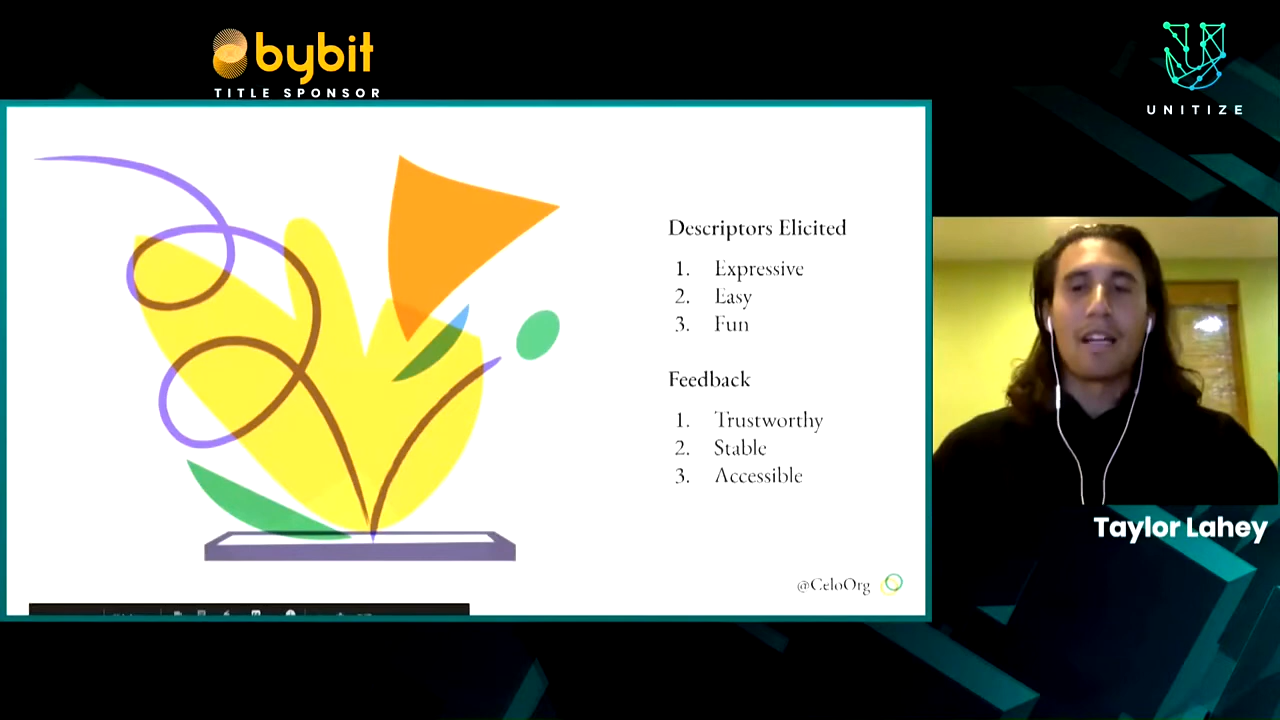 bybit
TITLE SPONSOR
UNITIZE
Descriptors Elicited
1. Expressive
2. Easy
3. Fun
Feedback
1. Trustworthy
2. Stable
3. Accessible
@CeloOrg
Taylor Lahey